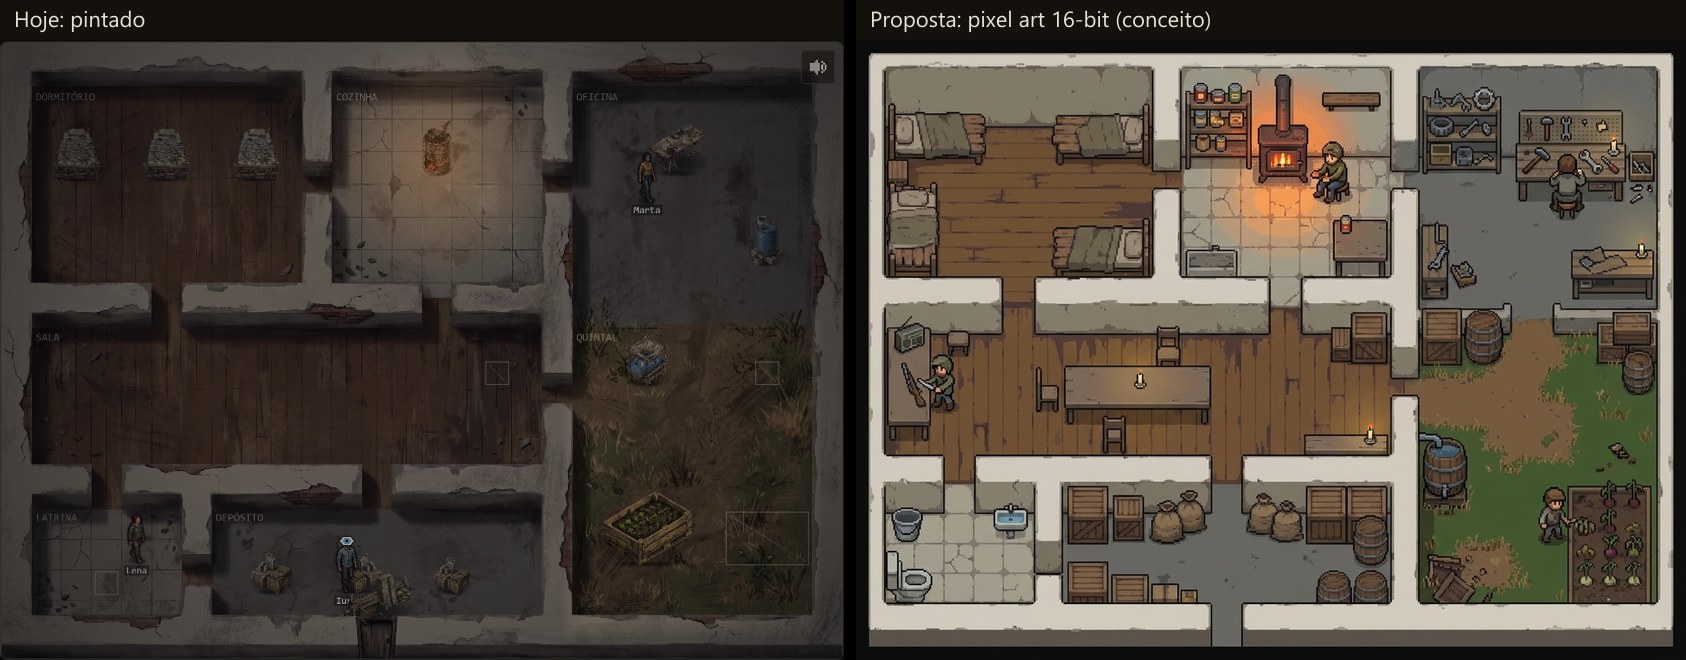 Hoje: pintado
Proposta: pixel art 16-bit (conceito)
DORMITÓRIO
COZINHA
OFICINA
Marta
SALA
QUINTAL
LATRINA
DEPÓSITO
Lena